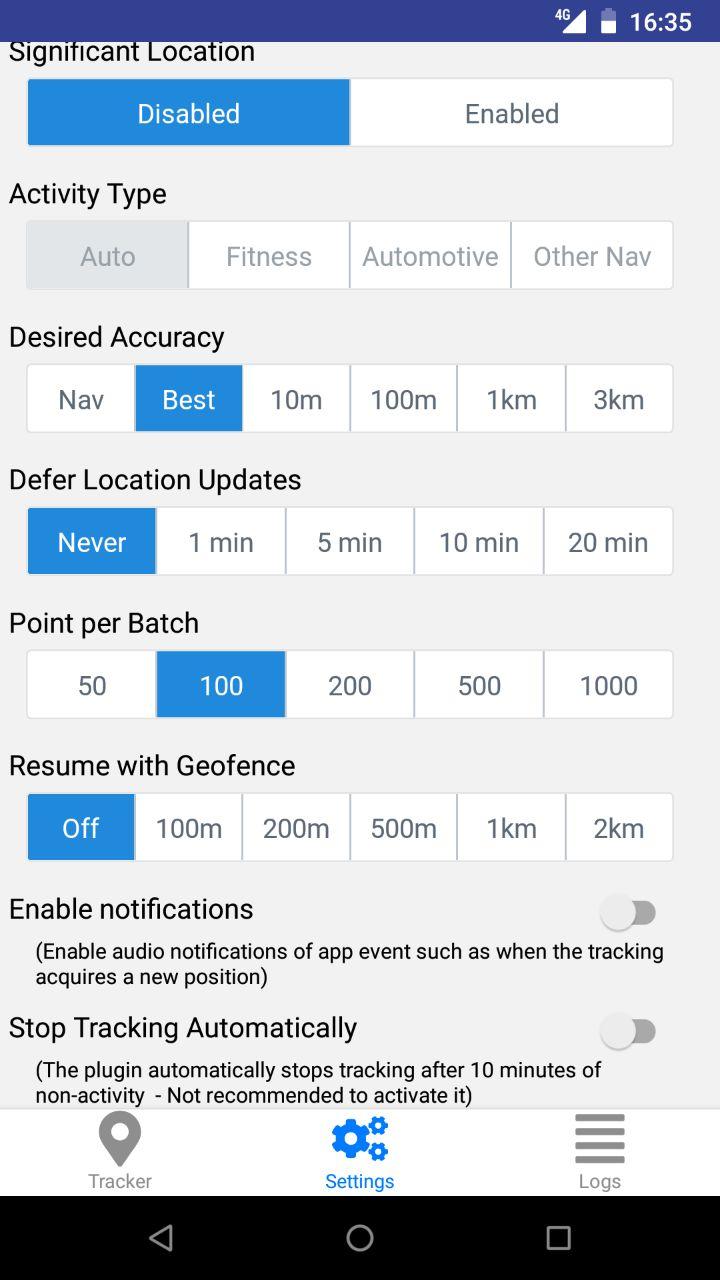 4G 16:35
Significant Location
Disabled Enabled
Activity Type
Auto Fitness Automotive Other Nav
Desired Accuracy
Nav Best 10m 100m 1km 3km
Defer Location Updates
Never 1 min 5 min 10 min 20 min
Point per Batch
50 100 200 500 1000
Resume with Geofence
Off 100m 200m 500m 1km 2km
Enable notifications
(Enable audio notifications of app event such as when the tracking
acquires a new position)
Stop Tracking Automatically
(The plugin automatically stops tracking after 10 minutes of
non-activity - Not recommended to activate it)
Tracker Settings Logs